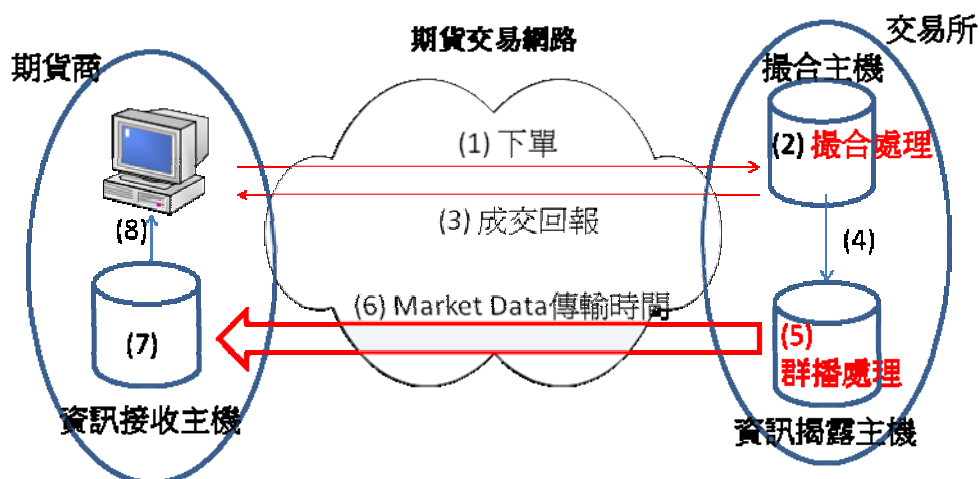 期貨交易網路
交易所
期貨商
撮合主機
(1) 下單
(2) 撮合處理
(3) 成交回報
(8)
(4)
(6) Market Data傳輸時間
(7)
(5)
群播處理
資訊接收主機
資訊揭露主機